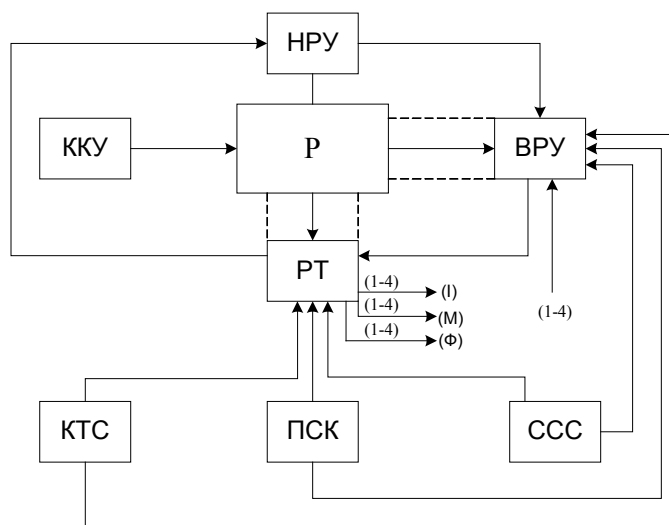 НРУ
ККУ
Р
ВРУ
РТ
(1-4)
(І)
(1-4)
(М)
(1-4)
(Ф)
(1-4)
КТС
ПСК
ССС